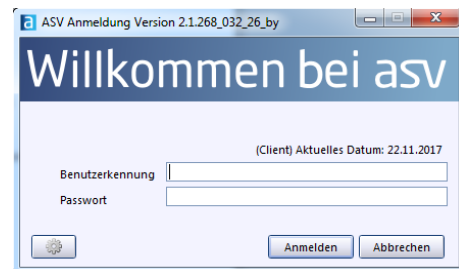 ASV Anmeldung Version 2.1.268_032_26_by
Willkommen bei asv
(Client) Aktuelles Datum: 22.11.2017
Benutzerkennung
Passwort
Anmelden Abbrechen